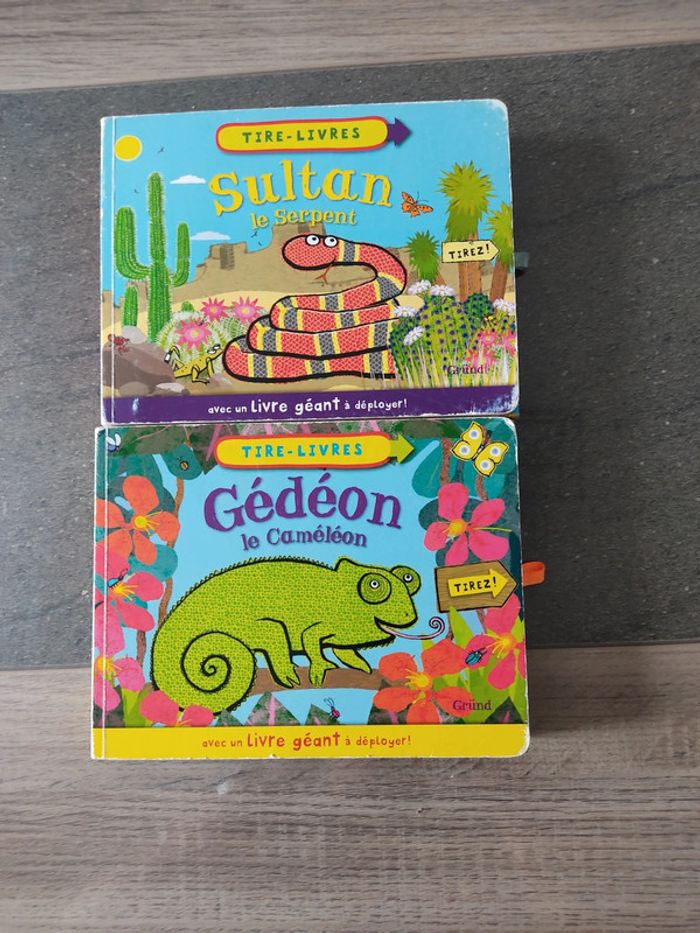 TIRE-LIVRES
Sultan
le Serpent
TIREZ!
Gründ
avec un Livre géant à déployer!
TIRE-LIVRES
Gédéon
le Caméléon
TIREZ!
Gründ
avec un Livre géant à déployer!